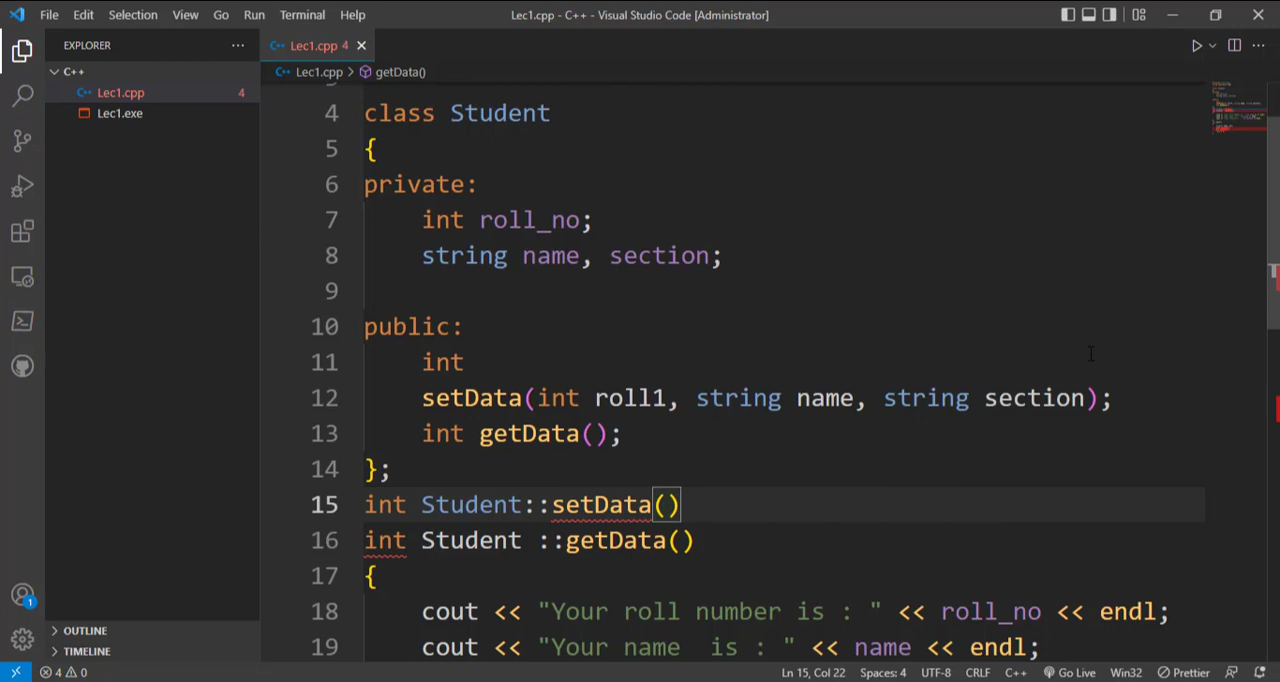 File Edit Selection View Go Run Terminal Help Lec1.cpp - C++ - Visual Studio Code [Administrator]
EXPLORER ... Lec1.cpp 4
C++
Lec1.cpp > getData()
Lec1.cpp 4
Lec1.exe
4 class Student
5 {
6 private:
7 int roll_no;
8 string name, section;
9
10 public:
11 int
12 setData(int roll1, string name, string section);
13 int getData();
14 };
15 int Student::setData()
16 int Student ::getData()
17 {
18 cout << "Your roll number is : " << roll_no << endl;
19 cout << "Your name  is : " << name << endl;
1
OUTLINE
TIMELINE
4 0 Ln 15, Col 22 Spaces: 4 UTF-8 CRLF C++ Go Live Win32 Prettier